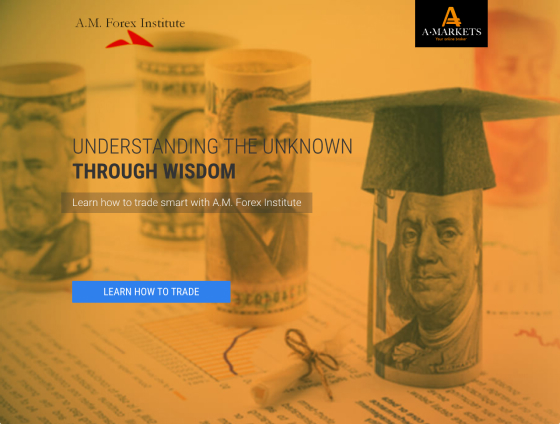 A.M. Forex Institute
A-MARKETS
Your online broker
UNDERSTANDING THE UNKNOWN
THROUGH WISDOM
Learn how to trade smart with A.M. Forex Institute
LEARN HOW TO TRADE